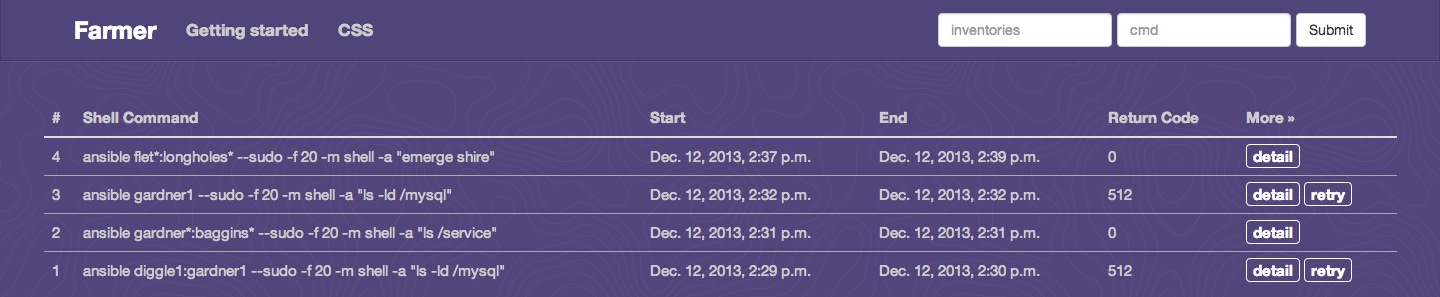 Farmer Getting started CSS inventories cmd Submit
# Shell Command Start End Return Code More »
4 ansible flet*:longholes* --sudo -f 20 -m shell -a "emerge shire" Dec. 12, 2013, 2:37 p.m. Dec. 12, 2013, 2:39 p.m. 0 detail
3 ansible gardner1 --sudo -f 20 -m shell -a "ls -ld /mysql" Dec. 12, 2013, 2:32 p.m. Dec. 12, 2013, 2:32 p.m. 512 detail retry
2 ansible gardner*:baggins* --sudo -f 20 -m shell -a "ls /service" Dec. 12, 2013, 2:31 p.m. Dec. 12, 2013, 2:31 p.m. 0 detail
1 ansible diggle1:gardner1 --sudo -f 20 -m shell -a "ls -ld /mysql" Dec. 12, 2013, 2:29 p.m. Dec. 12, 2013, 2:30 p.m. 512 detail retry